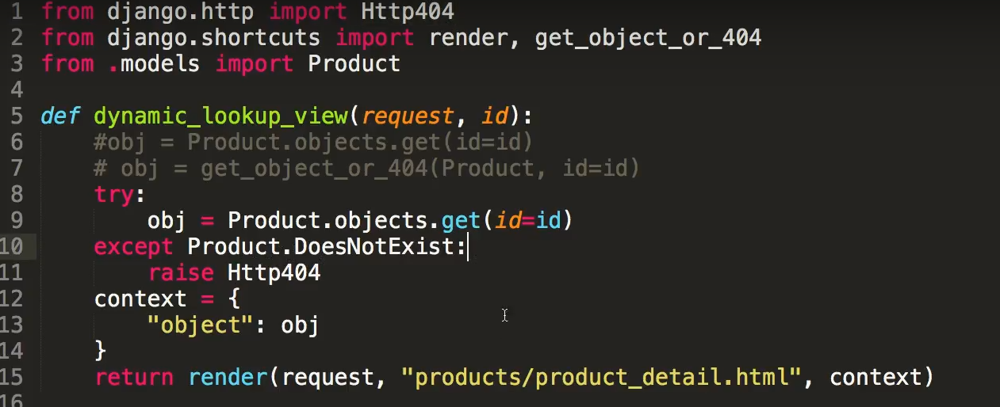 1 from django.http import Http404
2 from django.shortcuts import render, get_object_or_404
3 from .models import Product
4
5 def dynamic_lookup_view(request, id):
6     #obj = Product.objects.get(id=id)
7     # obj = get_object_or_404(Product, id=id)
8     try:
9         obj = Product.objects.get(id=id)
10     except Product.DoesNotExist:
11         raise Http404
12     context = {
13         "object": obj
14     }
15     return render(request, "products/product_detail.html", context)
16